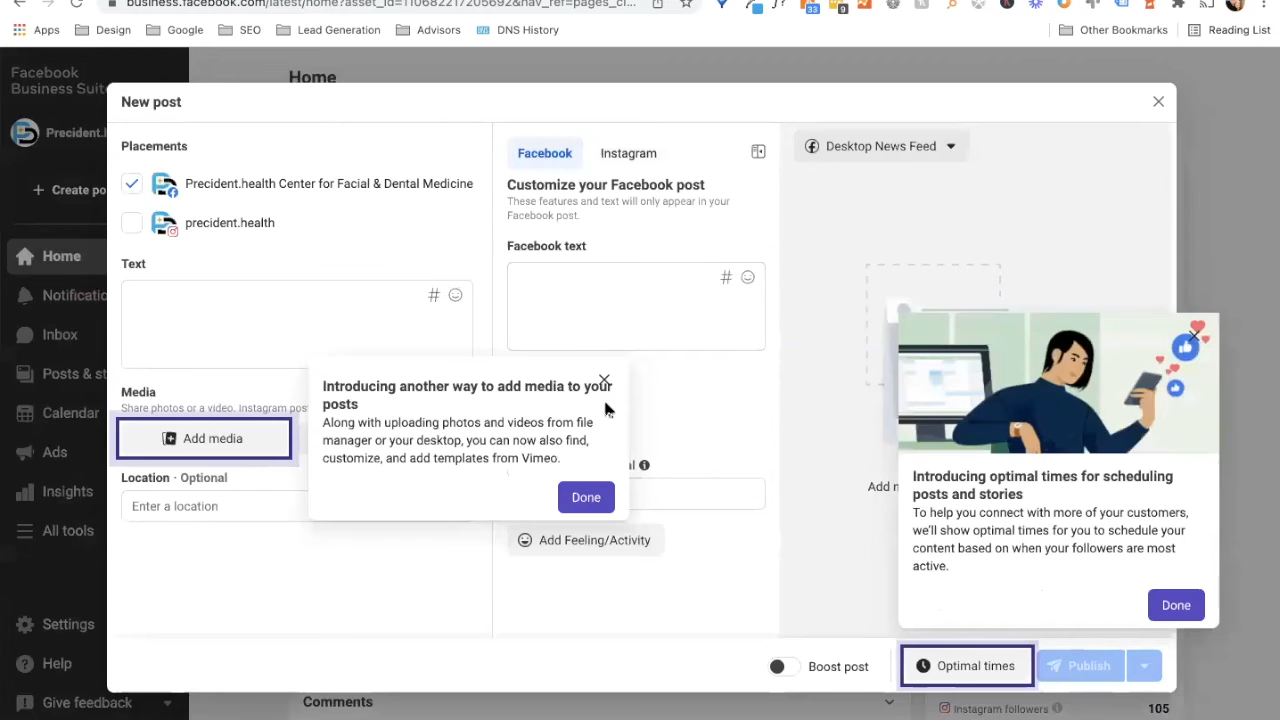 business.facebook.com/latest/home?asset_id=110682217205692&nav_ref=pages_cl...
33
9
Apps
Design
Google
SEO
Lead Generation
Advisors
DNS History
Other Bookmarks
Reading List
Facebook
Business Suite
Precident.h
Create po
Home
Notificatio
Inbox
Posts & st
Calendar
Ads
Insights
All tools
Settings
Help
Give feedback
Home
New post
Placements
Precident.health Center for Facial & Dental Medicine
precident.health
Text
#
Media
Share photos or a video. Instagram pos
Add media
Location · Optional
Enter a location
Introducing another way to add media to your
posts
Along with uploading photos and videos from file
manager or your desktop, you can now also find,
customize, and add templates from Vimeo.
Done
Facebook
Instagram
Customize your Facebook post
These features and text will only appear in your
Facebook post.
Facebook text
#
Add Feeling/Activity
Desktop News Feed
Introducing optimal times for scheduling
posts and stories
To help you connect with more of your customers,
we'll show optimal times for you to schedule your
content based on when your followers are most
active.
Done
Boost post
Optimal times
Publish
Comments
Instagram followers
105